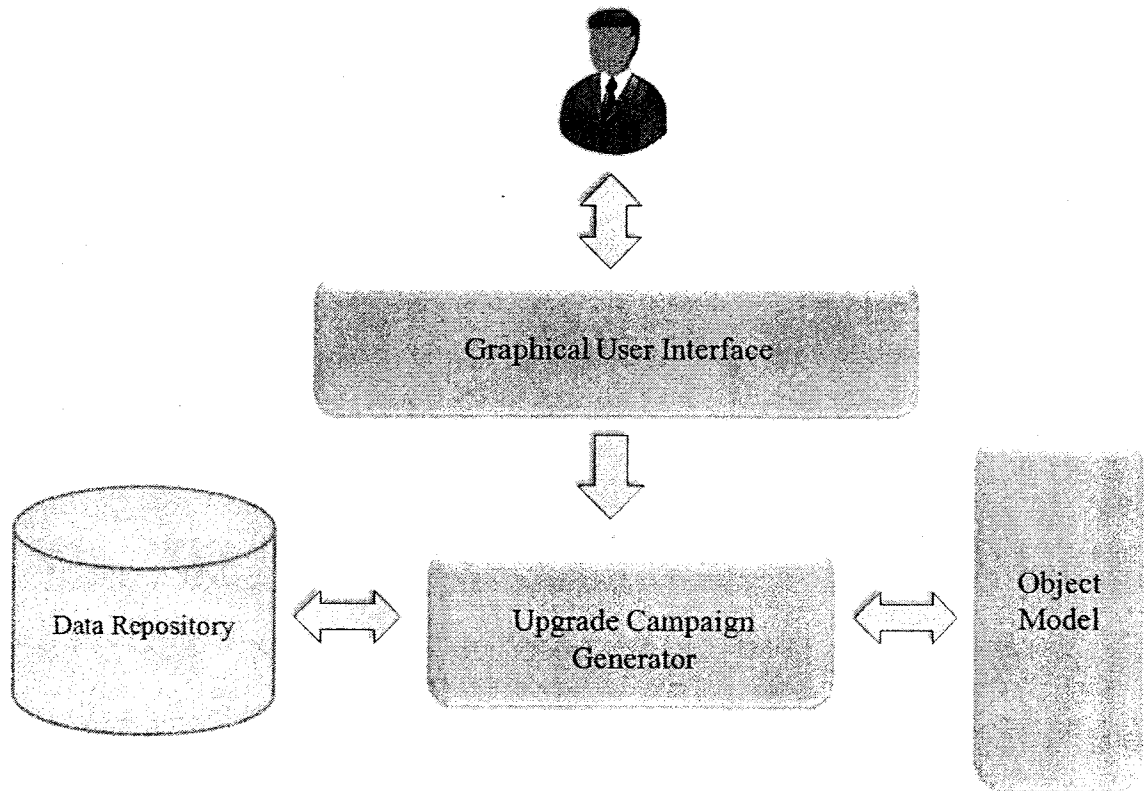 Graphical User Interface
Data Repository
Upgrade Campaign
Generator
Object
Model